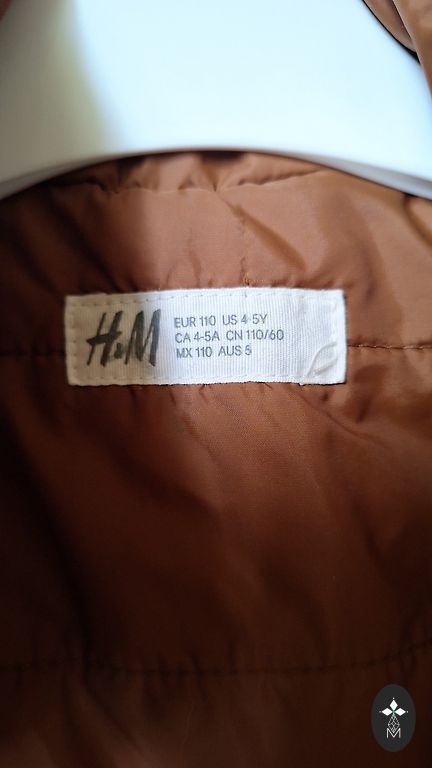 H&M
EUR 110 US 4-5Y
CA 4-5A CN 110/60
MX 110 AUS 5
M